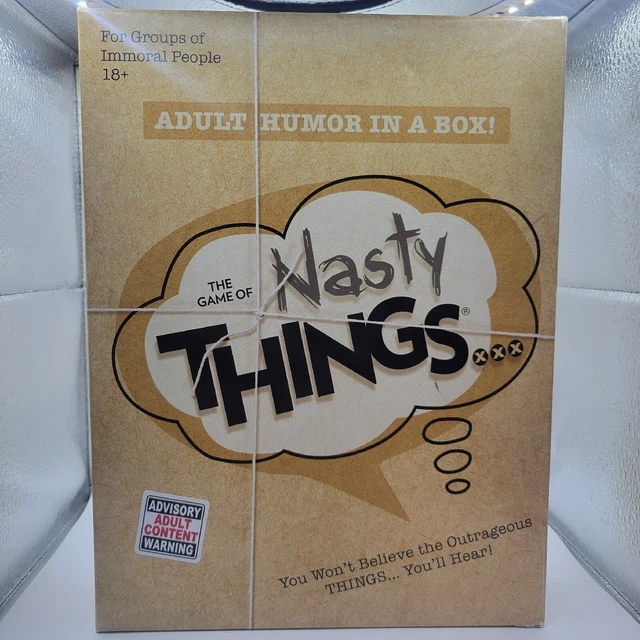 For Groups of
Immoral People
18+
ADULT HUMOR IN A BOX!
THE
GAME OF
Nasty
THINGS®...
XXX
ADVISORY
ADULT
CONTENT
WARNING
You Won't Believe the Outrageous
THINGS... You'll Hear!